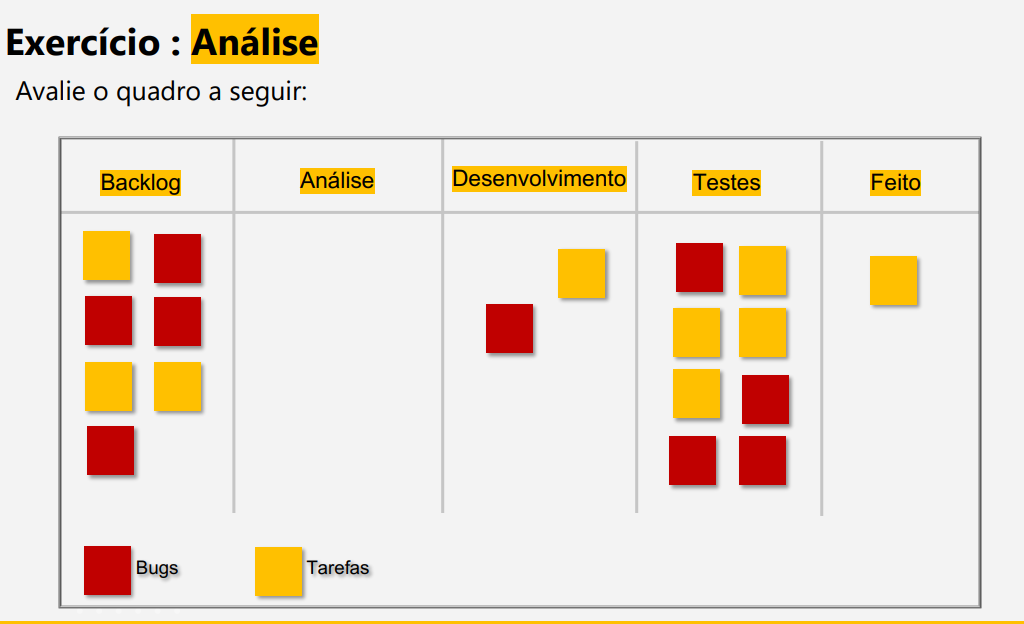 Exercício : Análise
Avalie o quadro a seguir:
Backlog
Análise
Desenvolvimento
Testes
Feito
Bugs
Tarefas